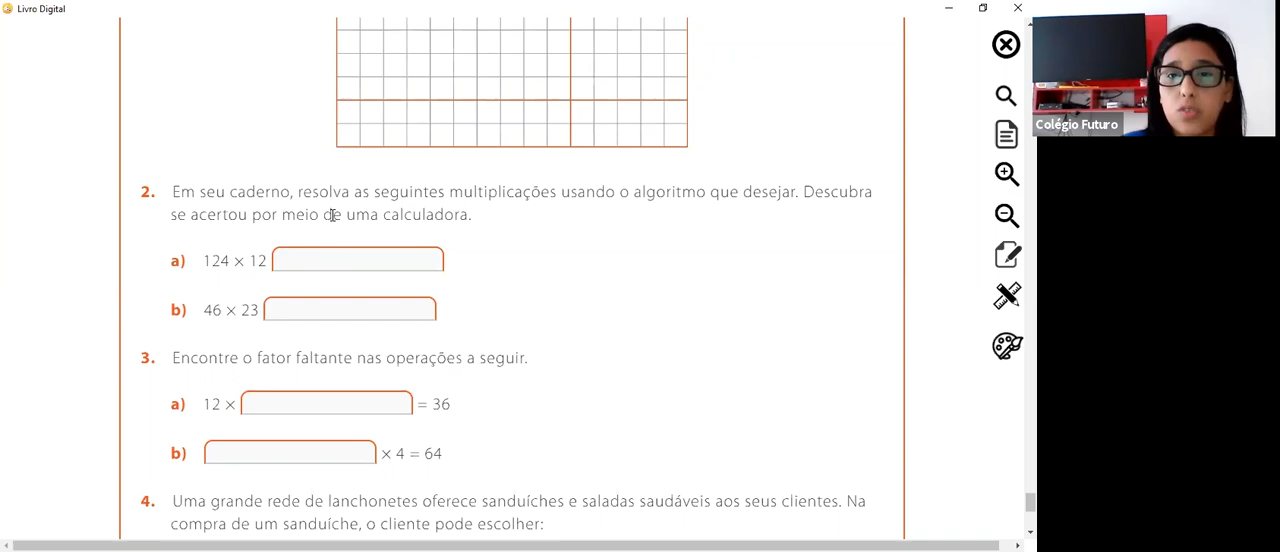 Livro Digital
Colégio Futuro
2. Em seu caderno, resolva as seguintes multiplicações usando o algoritmo que desejar. Descubra
se acertou por meio de uma calculadora.
a) 124 × 12
b) 46 × 23
3. Encontre o fator faltante nas operações a seguir.
a) 12 × = 36
b) × 4 = 64
4. Uma grande rede de lanchonetes oferece sanduíches e saladas saudáveis aos seus clientes. Na
compra de um sanduíche, o cliente pode escolher: